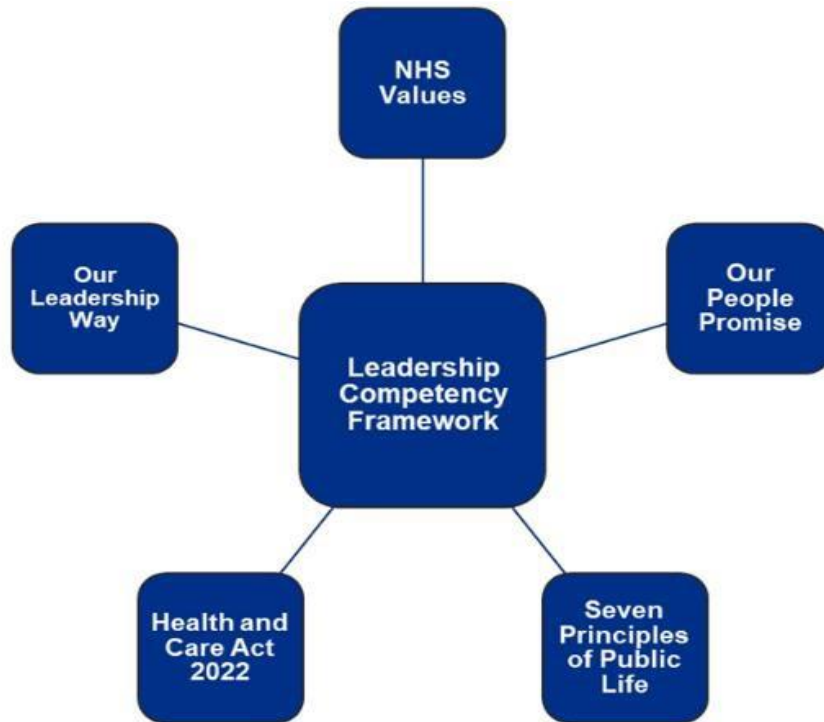 NHS
Values
Our
Leadership
Way
Our
People
Promise
Leadership
Competency
Framework
Health and
Care Act
2022
Seven
Principles
of Public
Life